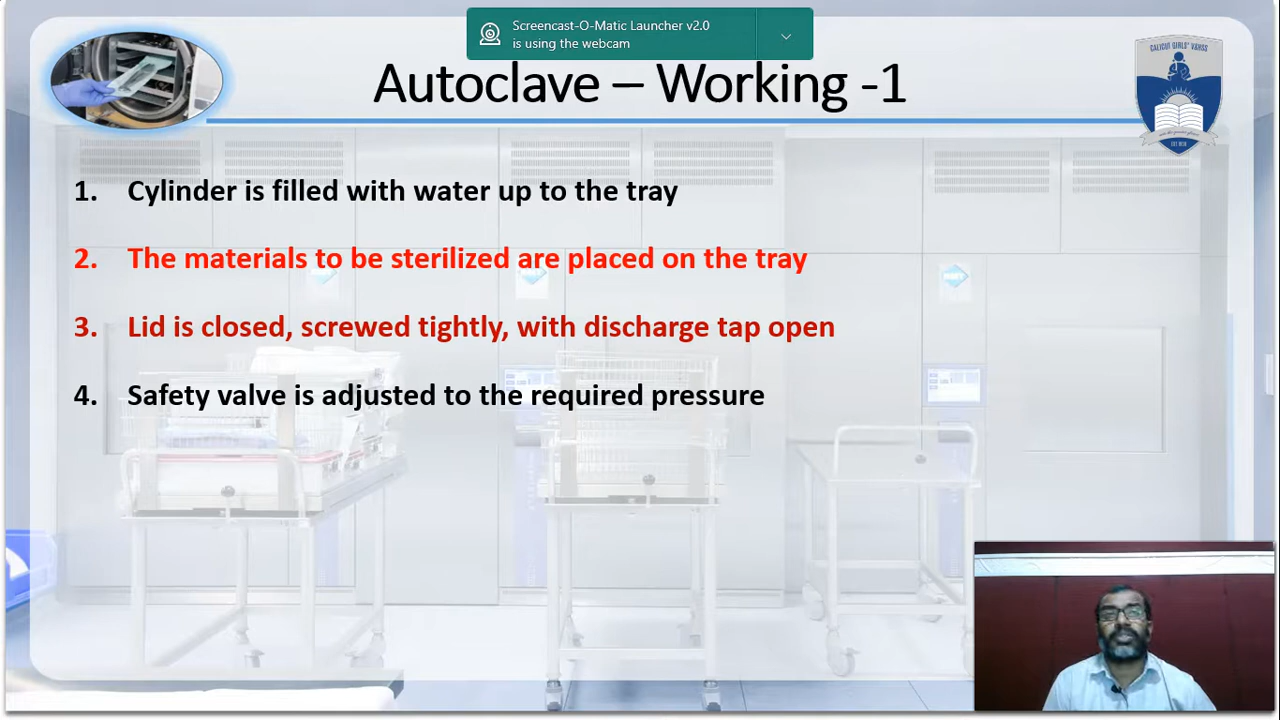 Screencast-O-Matic Launcher v2.0
is using the webcam
Autoclave – Working -1
CALICUT GIRLS' V&HSS
1. Cylinder is filled with water up to the tray
2. The materials to be sterilized are placed on the tray
3. Lid is closed, screwed tightly, with discharge tap open
4. Safety valve is adjusted to the required pressure